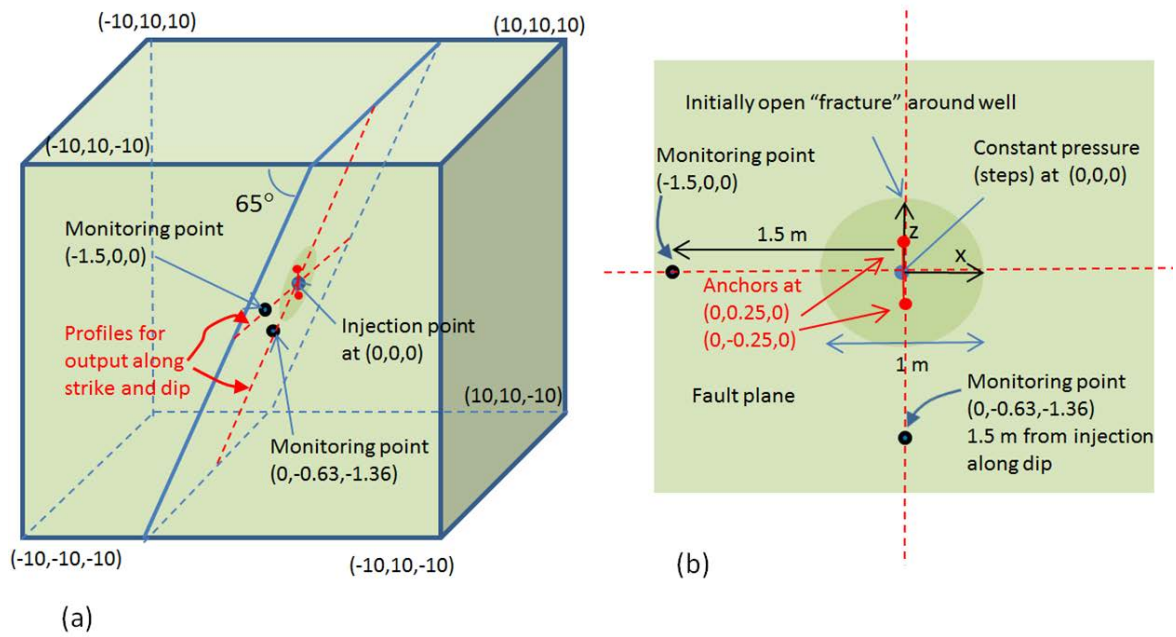 (-10,10,10)
(10,10,10)
(-10,10,-10)
65°
Monitoring point
(-1.5,0,0)
Profiles for
output along
strike and dip
Injection point
at (0,0,0)
(10,10,-10)
Monitoring point
(0,-0.63,-1.36)
(-10,-10,-10)
(-10,10,-10)
(a)
Initially open “fracture” around well
Monitoring point
(-1.5,0,0)
Constant pressure
(steps) at (0,0,0)
1.5 m
z
x
Anchors at
(0,0.25,0)
(0,-0.25,0)
1 m
Fault plane
Monitoring point
(0,-0.63,-1.36)
1.5 m from injection
along dip
(b)